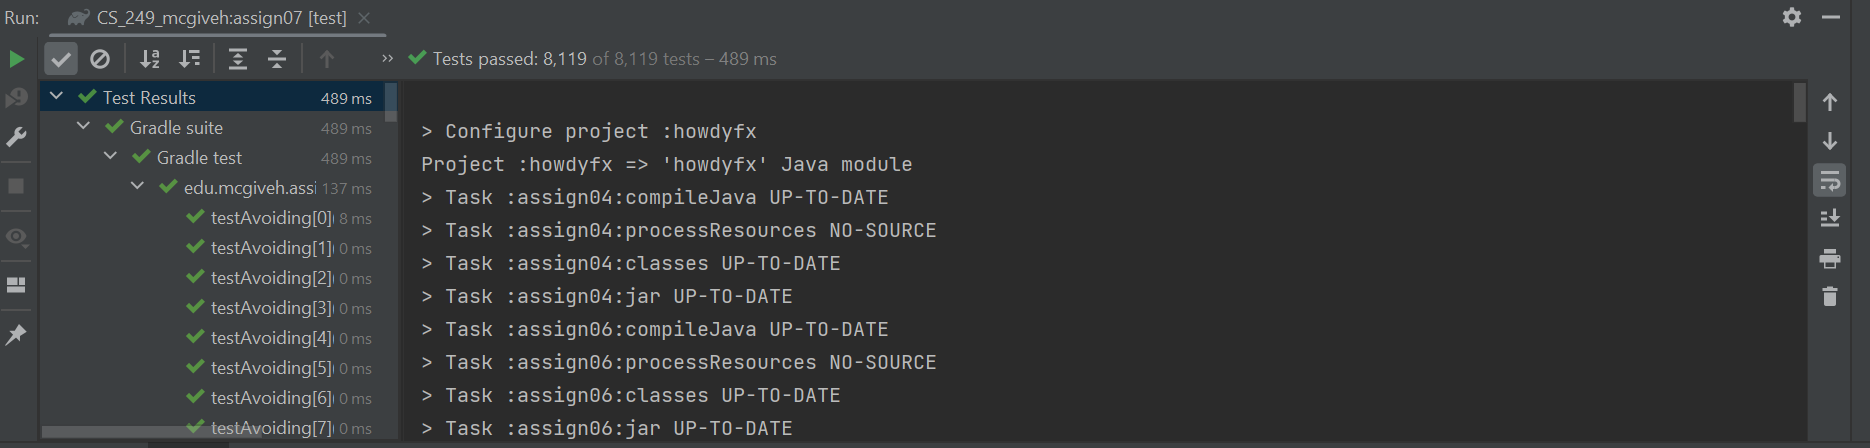 Run: CS_249_mcgiveh:assign07 [test]
Tests passed: 8,119 of 8,119 tests – 489 ms
Test Results 489 ms
Gradle suite 489 ms
Gradle test 489 ms
edu.mcgiveh.assi 137 ms
testAvoiding[0]( 8 ms
testAvoiding[1]( 0 ms
testAvoiding[2]( 0 ms
testAvoiding[3]( 0 ms
testAvoiding[4]( 0 ms
testAvoiding[5]( 0 ms
testAvoiding[6]( 0 ms
testAvoiding[7]( 0 ms
> Configure project :howdyfx
Project :howdyfx => 'howdyfx' Java module
> Task :assign04:compileJava UP-TO-DATE
> Task :assign04:processResources NO-SOURCE
> Task :assign04:classes UP-TO-DATE
> Task :assign04:jar UP-TO-DATE
> Task :assign06:compileJava UP-TO-DATE
> Task :assign06:processResources NO-SOURCE
> Task :assign06:classes UP-TO-DATE
> Task :assign06:jar UP-TO-DATE